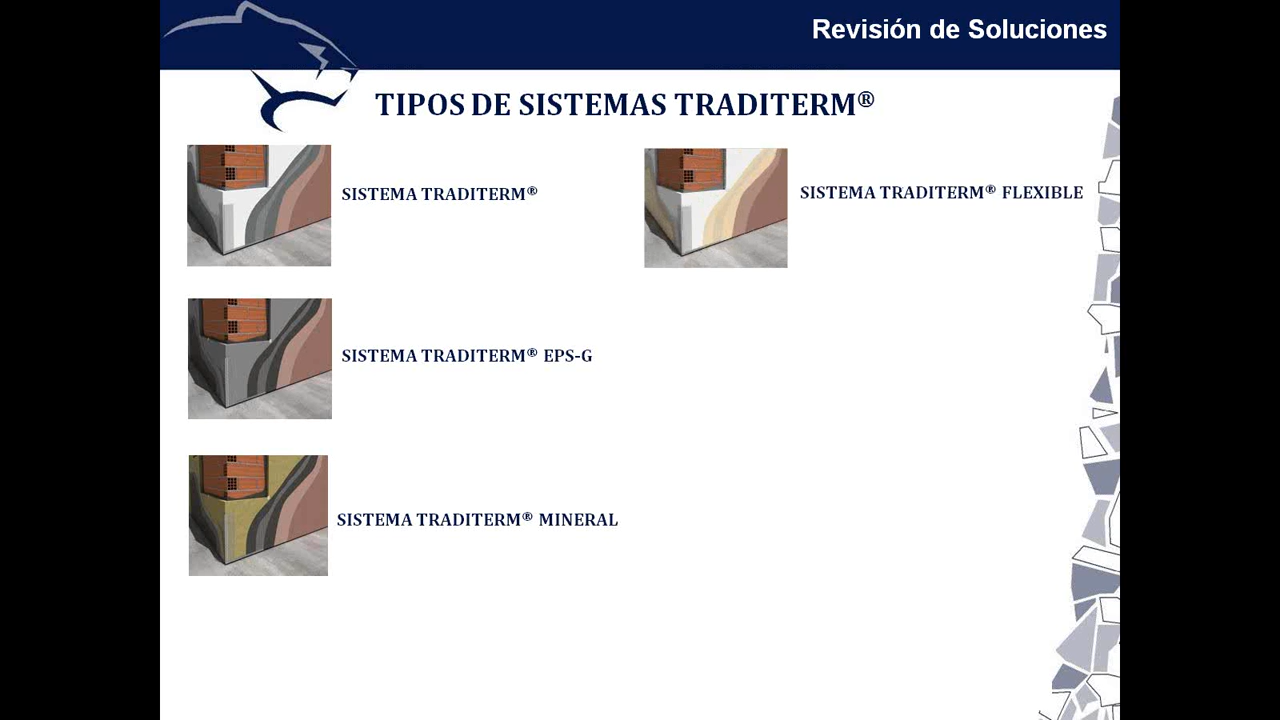 Revisión de Soluciones
TIPOS DE SISTEMAS TRADITERM®
SISTEMA TRADITERM®
SISTEMA TRADITERM® FLEXIBLE
SISTEMA TRADITERM® EPS-G
SISTEMA TRADITERM® MINERAL